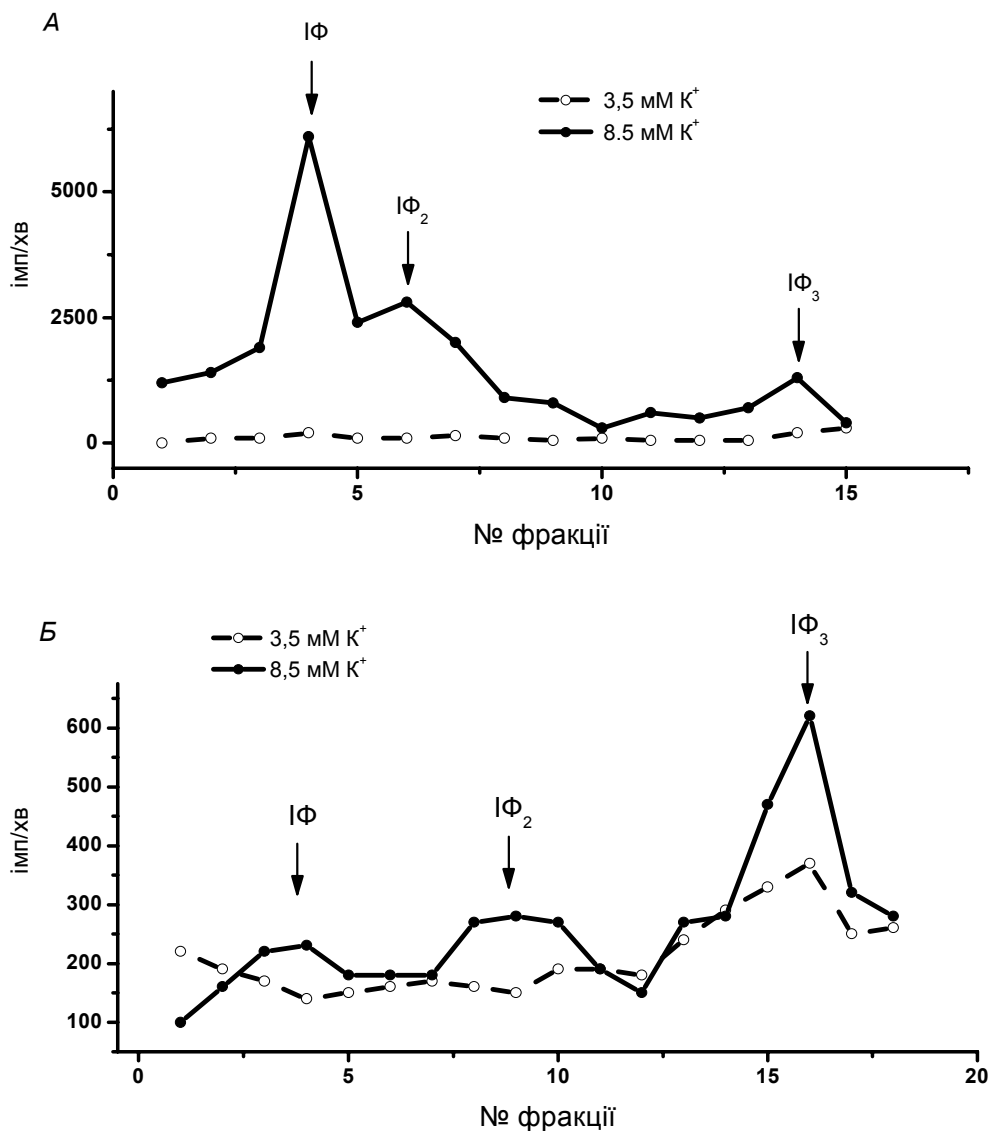 А
ІФ
3,5 мМ К⁺
8.5 мМ К⁺
5000
ІФ₂
імп/хв
2500
ІФ₃
0
0 5 10 15
№ фракції
Б
3,5 мМ К⁺
8,5 мМ К⁺
ІФ₃
600
500
ІФ
ІФ₂
імп/хв
400
300
200
100
0 5 10 15 20
№ фракції